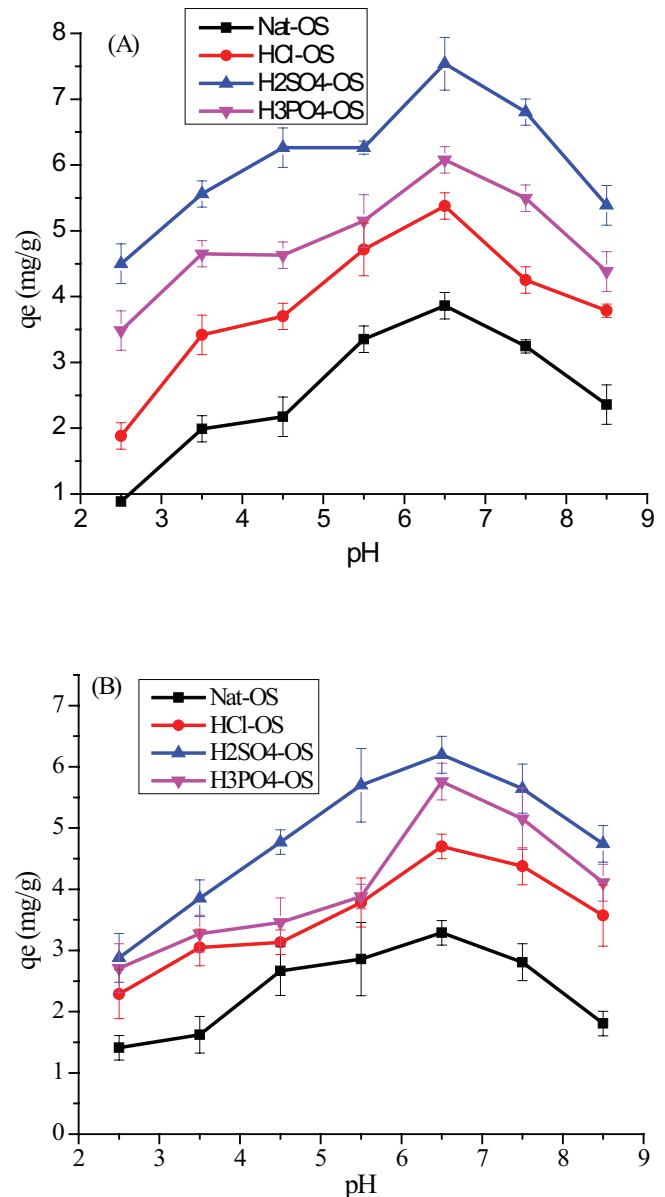 (A)
Nat-OS
HCl-OS
H2SO4-OS
H3PO4-OS
8
7
6
5
4
3
2
1
qe (mg/g)
2 3 4 5 6 7 8 9
pH
(B)
Nat-OS
HCl-OS
H2SO4-OS
H3PO4-OS
7
6
5
4
3
2
1
0
qe (mg/g)
2 3 4 5 6 7 8 9
pH